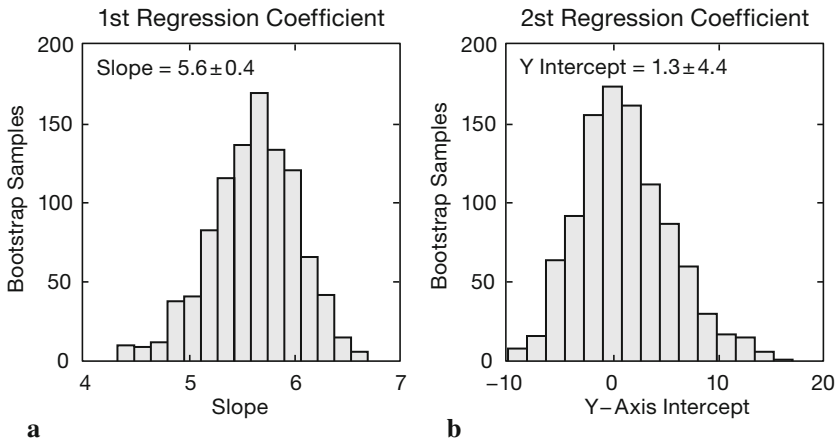 1st Regression Coefficient
200
150
100
50
0
Bootstrap Samples
Slope = 5.6±0.4
4 5 6 7
Slope
a
2st Regression Coefficient
200
150
100
50
0
Bootstrap Samples
Y Intercept = 1.3±4.4
−10 0 10 20
Y−Axis Intercept
b